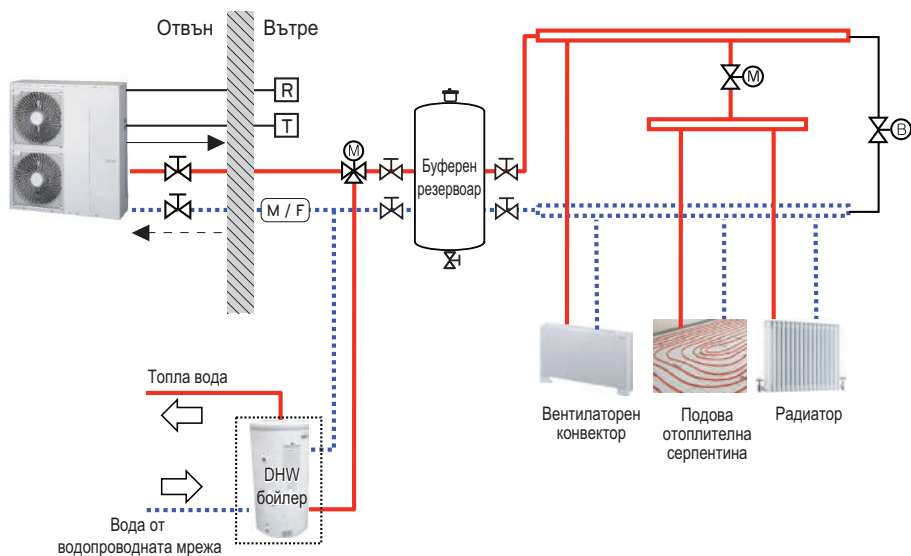 Отвън
Вътре
R
T
M
M / F
Буферен
резервоар
M
B
Вентилаторен
конвектор
Подова
отоплителна
серпентина
Радиатор
Топла вода
DHW
бойлер
Вода от
водопроводната мрежа